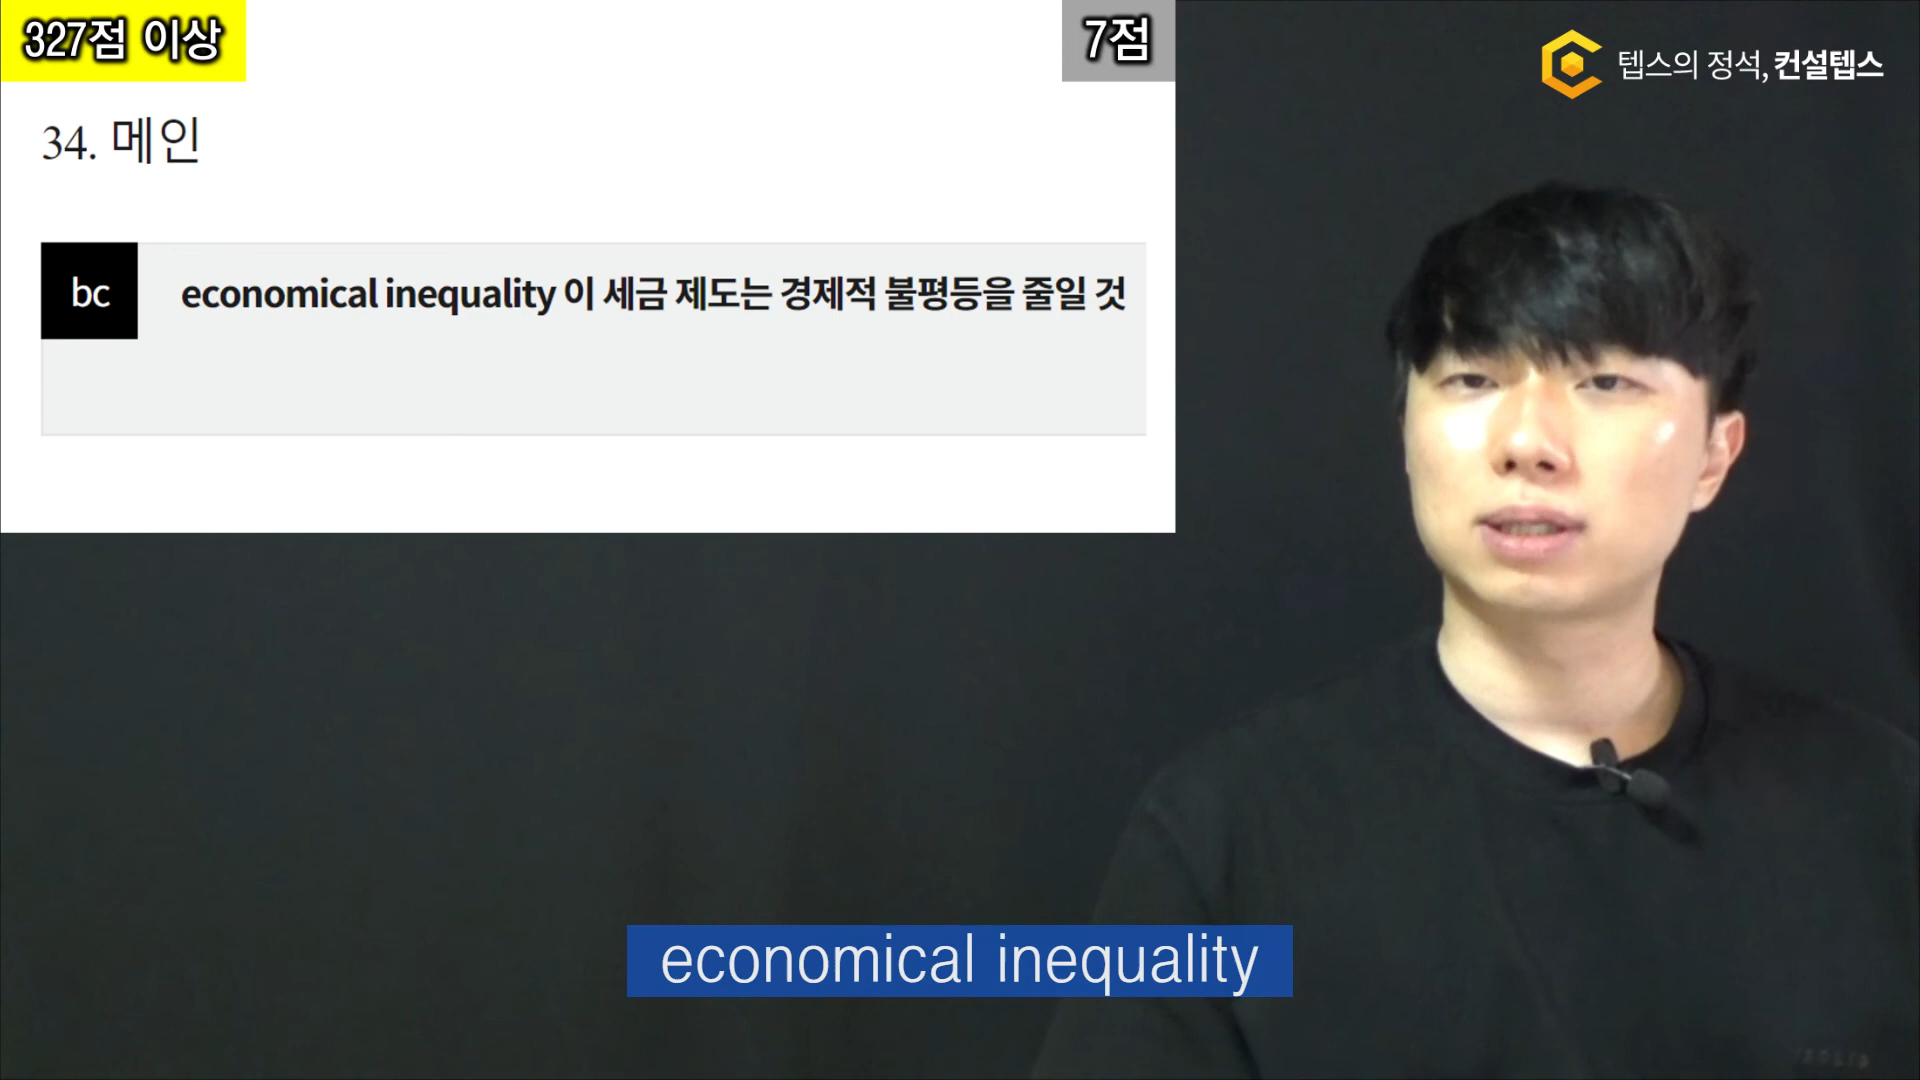 327점 이상
7점
텝스의 정석, 컨설텝스
34. 메인
bc
economical inequality 이 세금 제도는 경제적 불평등을 줄일 것
economical inequality